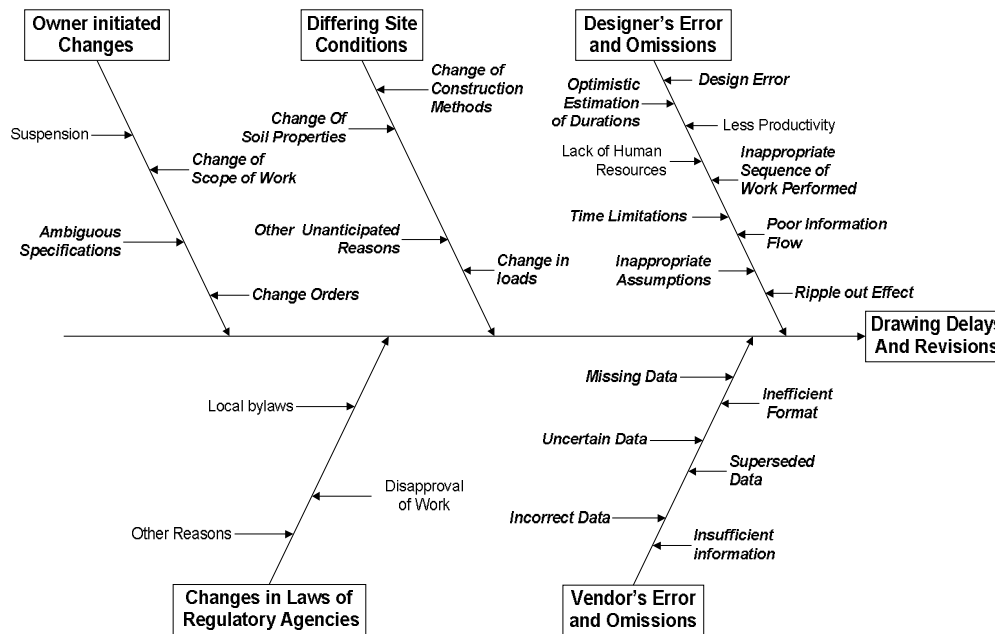 Owner initiated
Changes
Differing Site
Conditions
Designer's Error
and Omissions
Suspension
Change of
Scope of Work
Ambiguous
Specifications
Change Orders
Change of
Construction
Methods
Change Of
Soil Properties
Other Unanticipated
Reasons
Change in
loads
Design Error
Optimistic
Estimation
of Durations
Less Productivity
Lack of Human
Resources
Inappropriate
Sequence of
Work Performed
Time Limitations
Poor Information
Flow
Inappropriate
Assumptions
Ripple out Effect
Drawing Delays
And Revisions
Local bylaws
Disapproval
of Work
Other Reasons
Changes in Laws of
Regulatory Agencies
Missing Data
Inefficient
Format
Uncertain Data
Superseded
Data
Incorrect Data
Insufficient
information
Vendor's Error
and Omissions